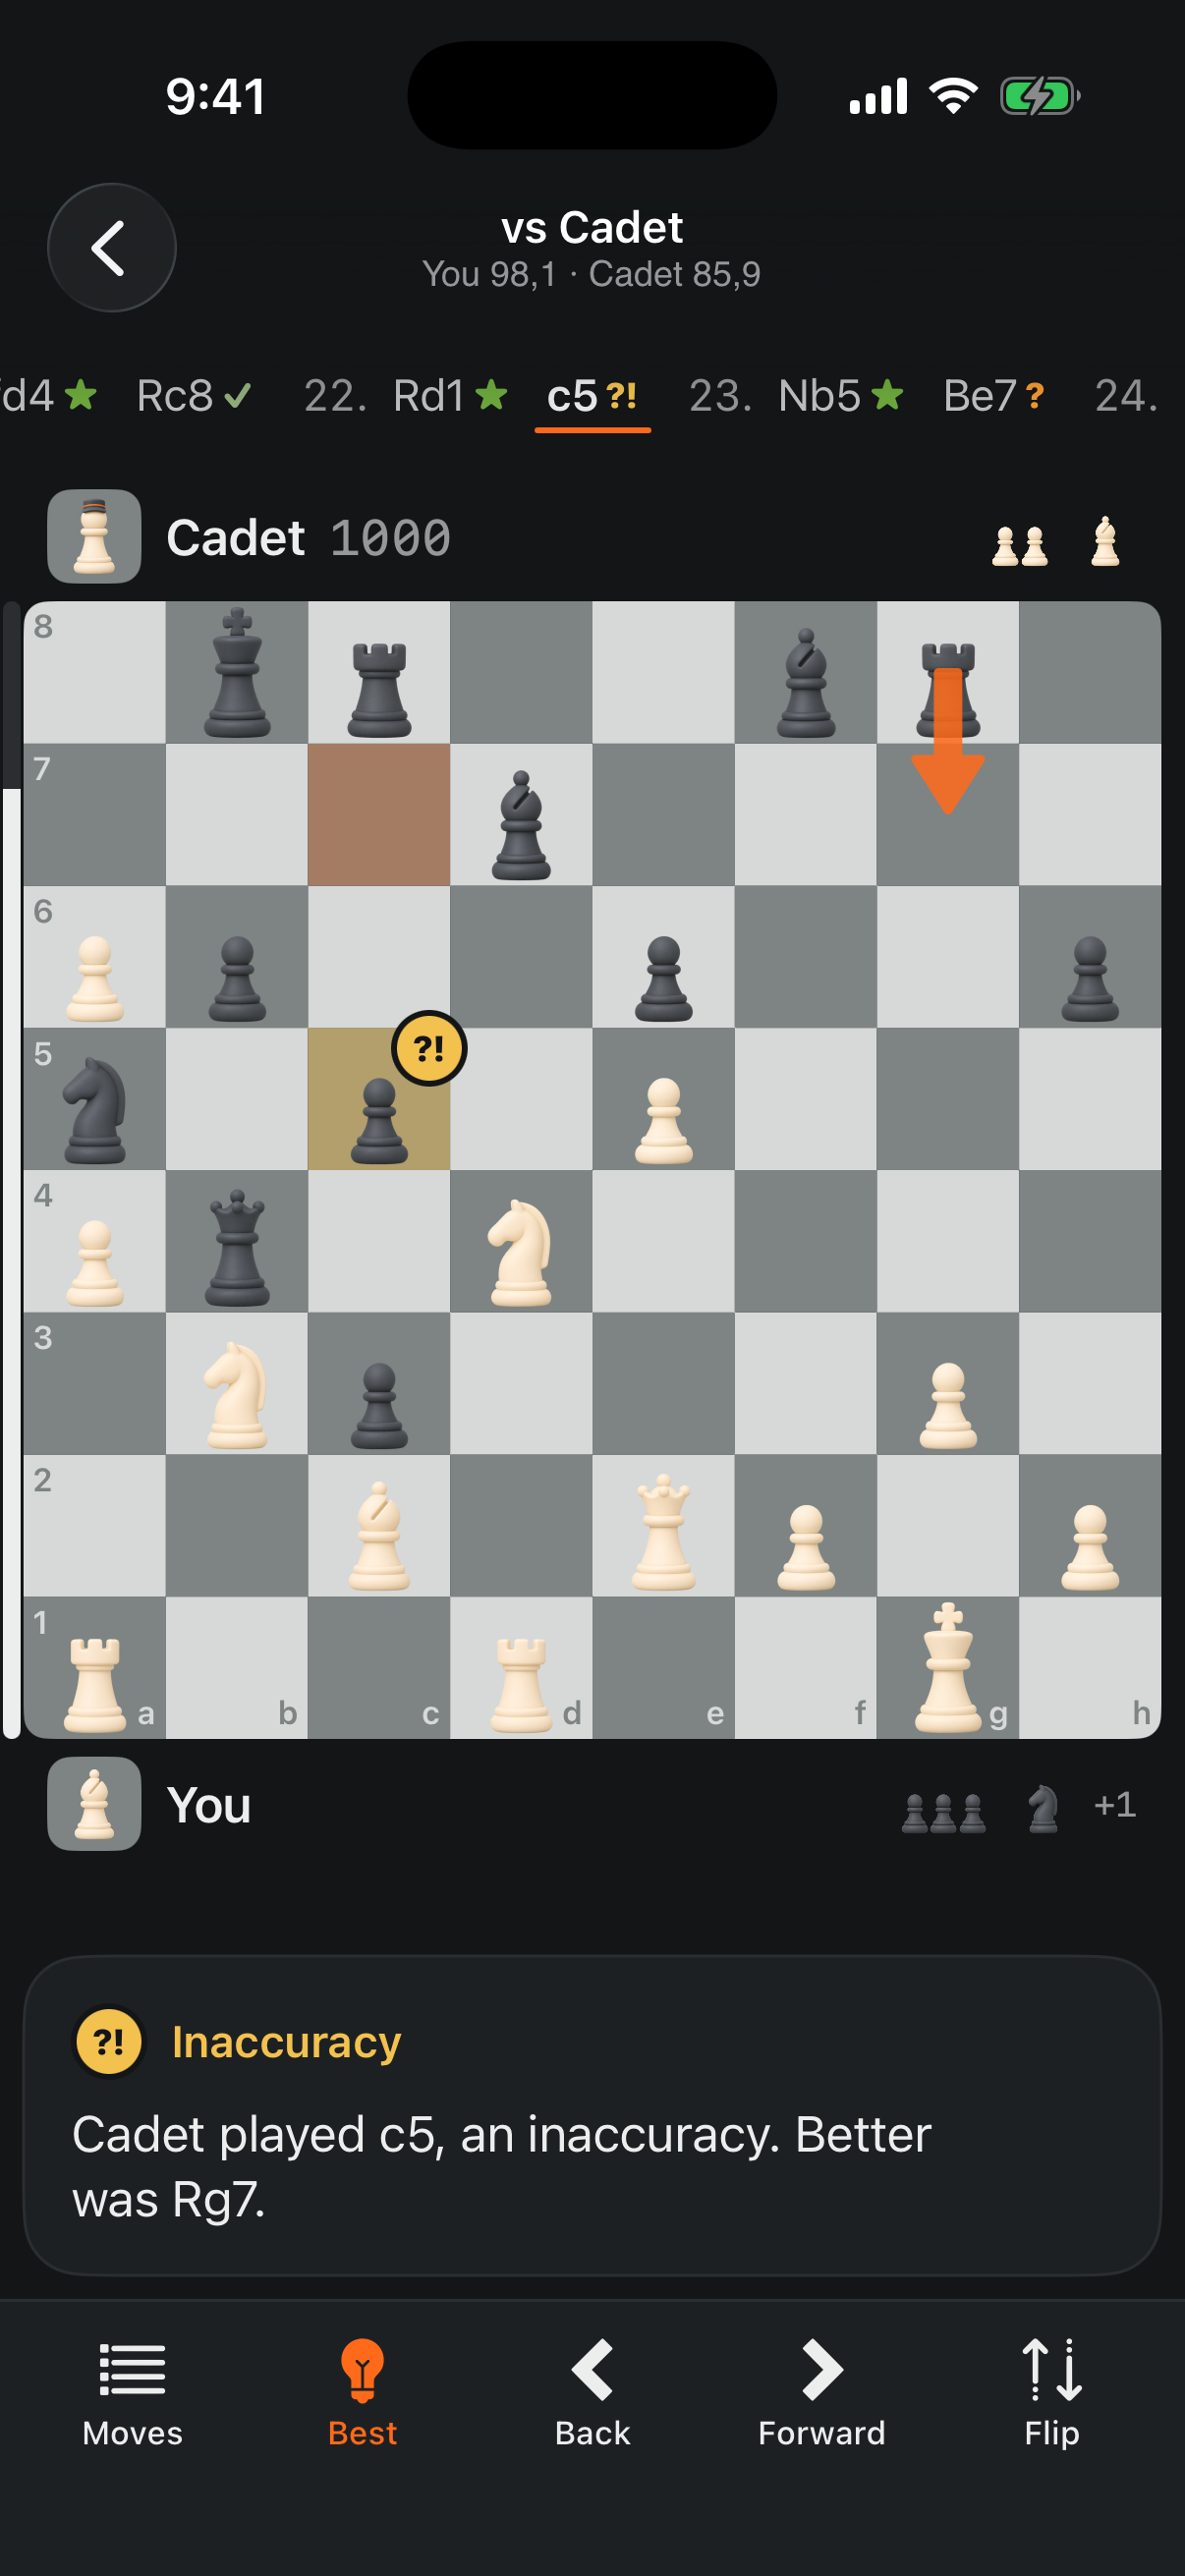 9:41
vs Cadet
You 98,1 · Cadet 85,9
d4 Rc8 22. Rd1 c5 ?! 23. Nb5 Be7 ? 24.
Cadet 1000
8
7
6
5
?!
4
3
2
1
a b c d e f g h
You
+1
?! Inaccuracy
Cadet played c5, an inaccuracy. Better
was Rg7.
Moves Best Back Forward Flip